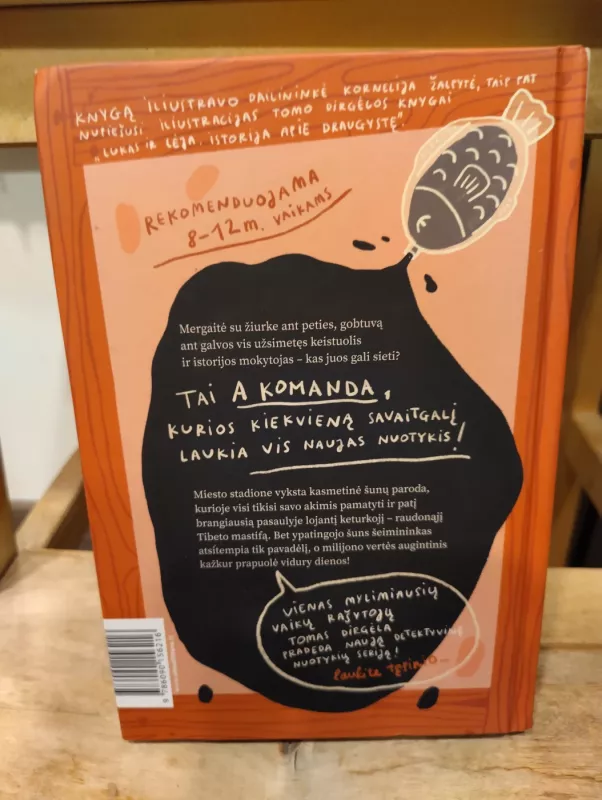 KNYGĄ ILIUSTRAVO DAILININKĖ KORNELIJA ŽALPYTĖ, TAIP PAT
NUPIEŠUSI ILIUSTRACIJAS TOMO DIRGĖLOS KNYGAI
„LUKAS IR LĖJA. ISTORIJA APIE DRAUGYSTĘ".
REKOMENDUOJAMA
8–12 m. VAIKAMS
Mergaitė su žiurke ant peties, gobtuvą
ant galvos vis užsimetęs keistuolis
ir istorijos mokytojas – kas juos gali sieti?
TAI A KOMANDA,
KURIOS KIEKVIENĄ SAVAITGALĮ
LAUKIA VIS NAUJAS NUOTYKIS!
Miesto stadione vyksta kasmetinė šunų paroda,
kurioje visi tikisi savo akimis pamatyti ir patį
brangiausią pasaulyje lojantį keturkojį – raudonąjį
Tibeto mastifą. Bet ypatingojo šuns šeimininkas
atsitempia tik pavadėlį, o milijono vertės augintinis
kažkur prapuolė vidury dienos!
VIENAS MYLIMIAUSIŲ
VAIKŲ RAŠYTOJŲ
TOMAS DIRGĖLA
PRADEDA NAUJĄ DETEKTYVINIŲ
NUOTYKIŲ SERIJĄ!
Laukite tęsinio...
9 786090 158216